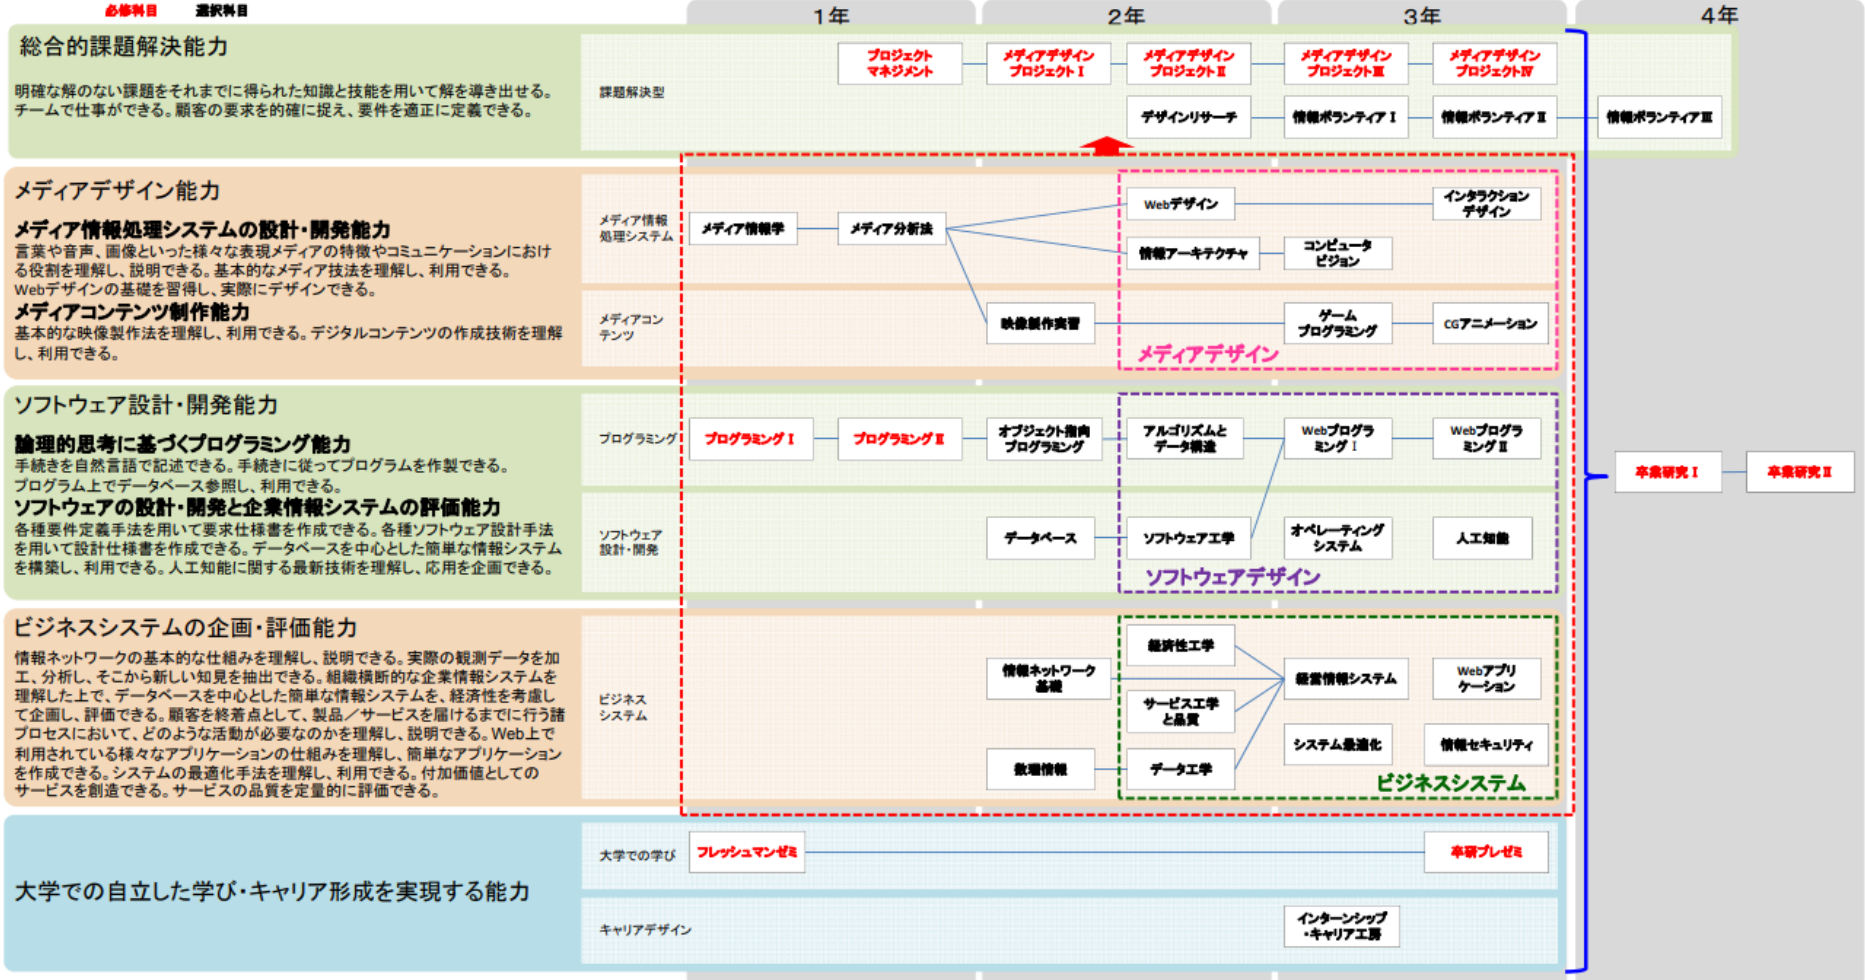 必修科目 選択科目
1年 2年 3年 4年
総合的課題解決能力
明確な解のない課題をそれまでに得られた知識と技能を用いて解を導き出せる。
チームで仕事ができる。顧客の要求を的確に捉え、要件を適正に定義できる。
課題解決型
プロジェクト
マネジメント
メディアデザイン
プロジェクトⅠ
メディアデザイン
プロジェクトⅡ
メディアデザイン
プロジェクトⅢ
メディアデザイン
プロジェクトⅣ
デザインリサーチ
情報ボランティアⅠ
情報ボランティアⅡ
情報ボランティアⅢ
メディアデザイン能力
メディア情報処理システムの設計・開発能力
言葉や音声、画像といった様々な表現メディアの特徴やコミュニケーションにおけ
る役割を理解し、説明できる。基本的なメディア技法を理解し、利用できる。
Webデザインの基礎を習得し、実際にデザインできる。
メディアコンテンツ制作能力
基本的な映像製作法を理解し、利用できる。デジタルコンテンツの作成技術を理解
し、利用できる。
メディア情報
処理システム
メディア情報学
メディア分析法
Webデザイン
インタラクション
デザイン
情報アーキテクチャ
コンピュータ
ビジョン
メディアコン
テンツ
映像製作実習
ゲーム
プログラミング
CGアニメーション
メディアデザイン
ソフトウェア設計・開発能力
論理的思考に基づくプログラミング能力
手続きを自然言語で記述できる。手続きに従ってプログラムを作製できる。
プログラム上でデータベース参照し、利用できる。
ソフトウェアの設計・開発と企業情報システムの評価能力
各種要件定義手法を用いて要求仕様書を作成できる。各種ソフトウェア設計手法
を用いて設計仕様書を作成できる。データベースを中心とした簡単な情報システム
を構築し、利用できる。人工知能に関する最新技術を理解し、応用を企画できる。
プログラミング
プログラミングⅠ
プログラミングⅡ
オブジェクト指向
プログラミング
アルゴリズムと
データ構造
Webプログラ
ミングⅠ
Webプログラ
ミングⅡ
ソフトウェア
設計・開発
データベース
ソフトウェア工学
オペレーティング
システム
人工知能
ソフトウェアデザイン
卒業研究Ⅰ
卒業研究Ⅱ
ビジネスシステムの企画・評価能力
情報ネットワークの基本的な仕組みを理解し、説明できる。実際の観測データを加
工、分析し、そこから新しい知見を抽出できる。組織横断的な企業情報システムを
理解した上で、データベースを中心とした簡単な情報システムを、経済性を考慮し
て企画し、評価できる。顧客を終着点として、製品／サービスを届けるまでに行う諸
プロセスにおいて、どのような活動が必要なのかを理解し、説明できる。Web上で
利用されている様々なアプリケーションの仕組みを理解し、簡単なアプリケーション
を作成できる。システムの最適化手法を理解し、利用できる。付加価値としての
サービスを創造できる。サービスの品質を定量的に評価できる。
ビジネス
システム
経済性工学
情報ネットワーク
基礎
サービス工学
と品質
経営情報システム
Webアプリ
ケーション
システム最適化
情報セキュリティ
数理情報
データ工学
ビジネスシステム
大学での自立した学び・キャリア形成を実現する能力
大学での学び
フレッシュマンゼミ
卒研プレゼミ
キャリアデザイン
インターンシップ
・キャリア工房